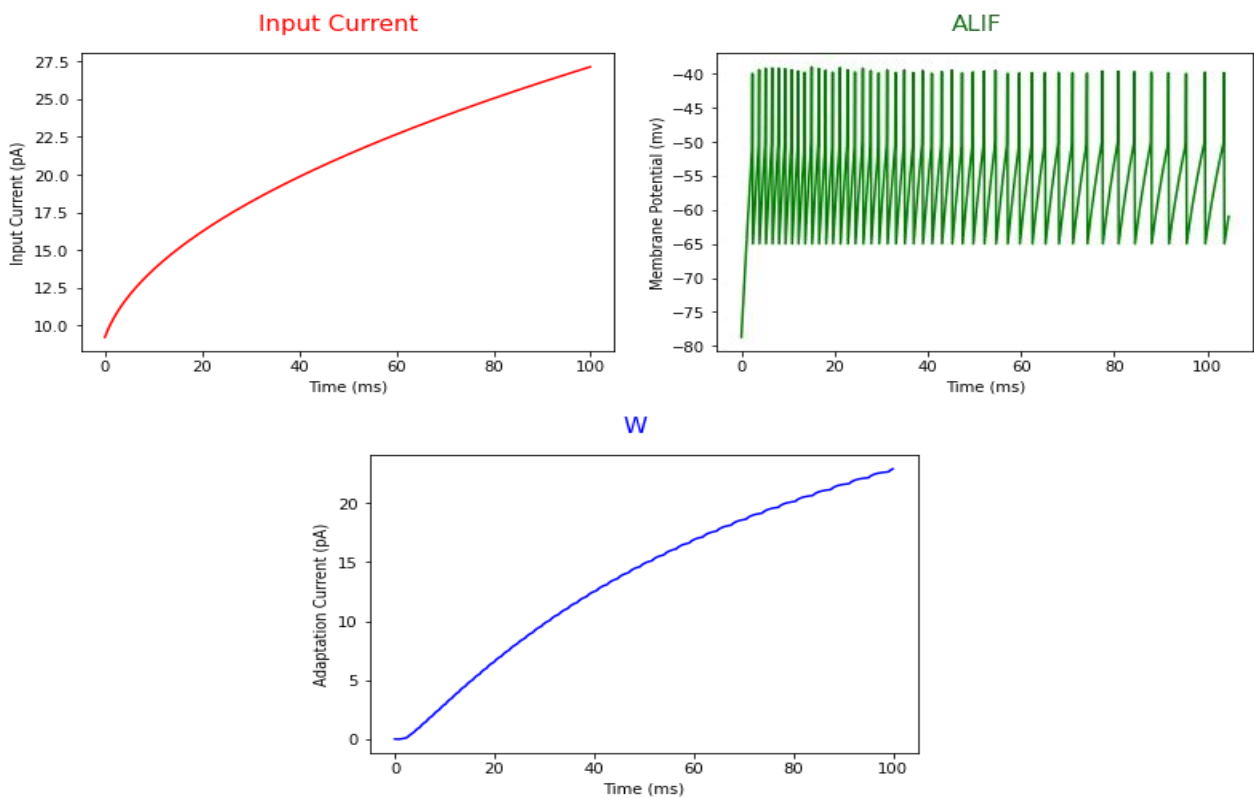 Input Current
Input Current (pA)
27.5
25.0
22.5
20.0
17.5
15.0
12.5
10.0
0 20 40 60 80 100
Time (ms)
ALIF
Membrane Potential (mv)
−40
−45
−50
−55
−60
−65
−70
−75
−80
0 20 40 60 80 100
Time (ms)
W
Adaptation Current (pA)
20
15
10
5
0
0 20 40 60 80 100
Time (ms)